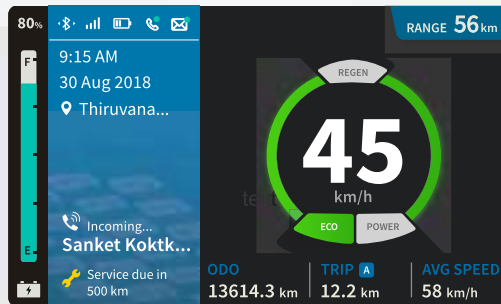 80%
F
E
9:15 AM
30 Aug 2018
Thiruvana...
Incoming...
Sanket Koktk...
Service due in
500 km
RANGE 56 km
REGEN
45
km/h
ECO
POWER
ODO
13614.3 km
TRIP A
12.2 km
AVG SPEED
58 km/h